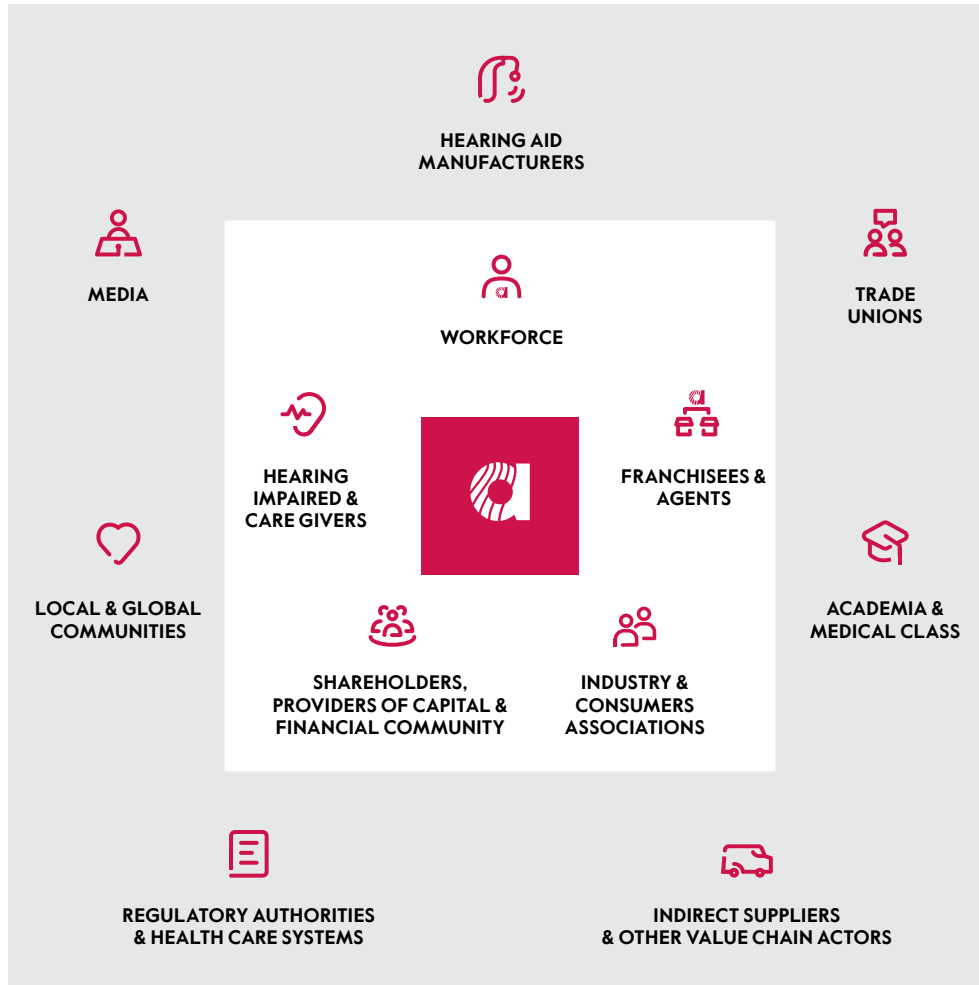 HEARING AID
MANUFACTURERS
MEDIA
TRADE
UNIONS
WORKFORCE
HEARING
IMPAIRED &
CARE GIVERS
FRANCHISEES &
AGENTS
LOCAL & GLOBAL
COMMUNITIES
ACADEMIA &
MEDICAL CLASS
SHAREHOLDERS,
PROVIDERS OF CAPITAL &
FINANCIAL COMMUNITY
INDUSTRY &
CONSUMERS
ASSOCIATIONS
REGULATORY AUTHORITIES
& HEALTH CARE SYSTEMS
INDIRECT SUPPLIERS
& OTHER VALUE CHAIN ACTORS